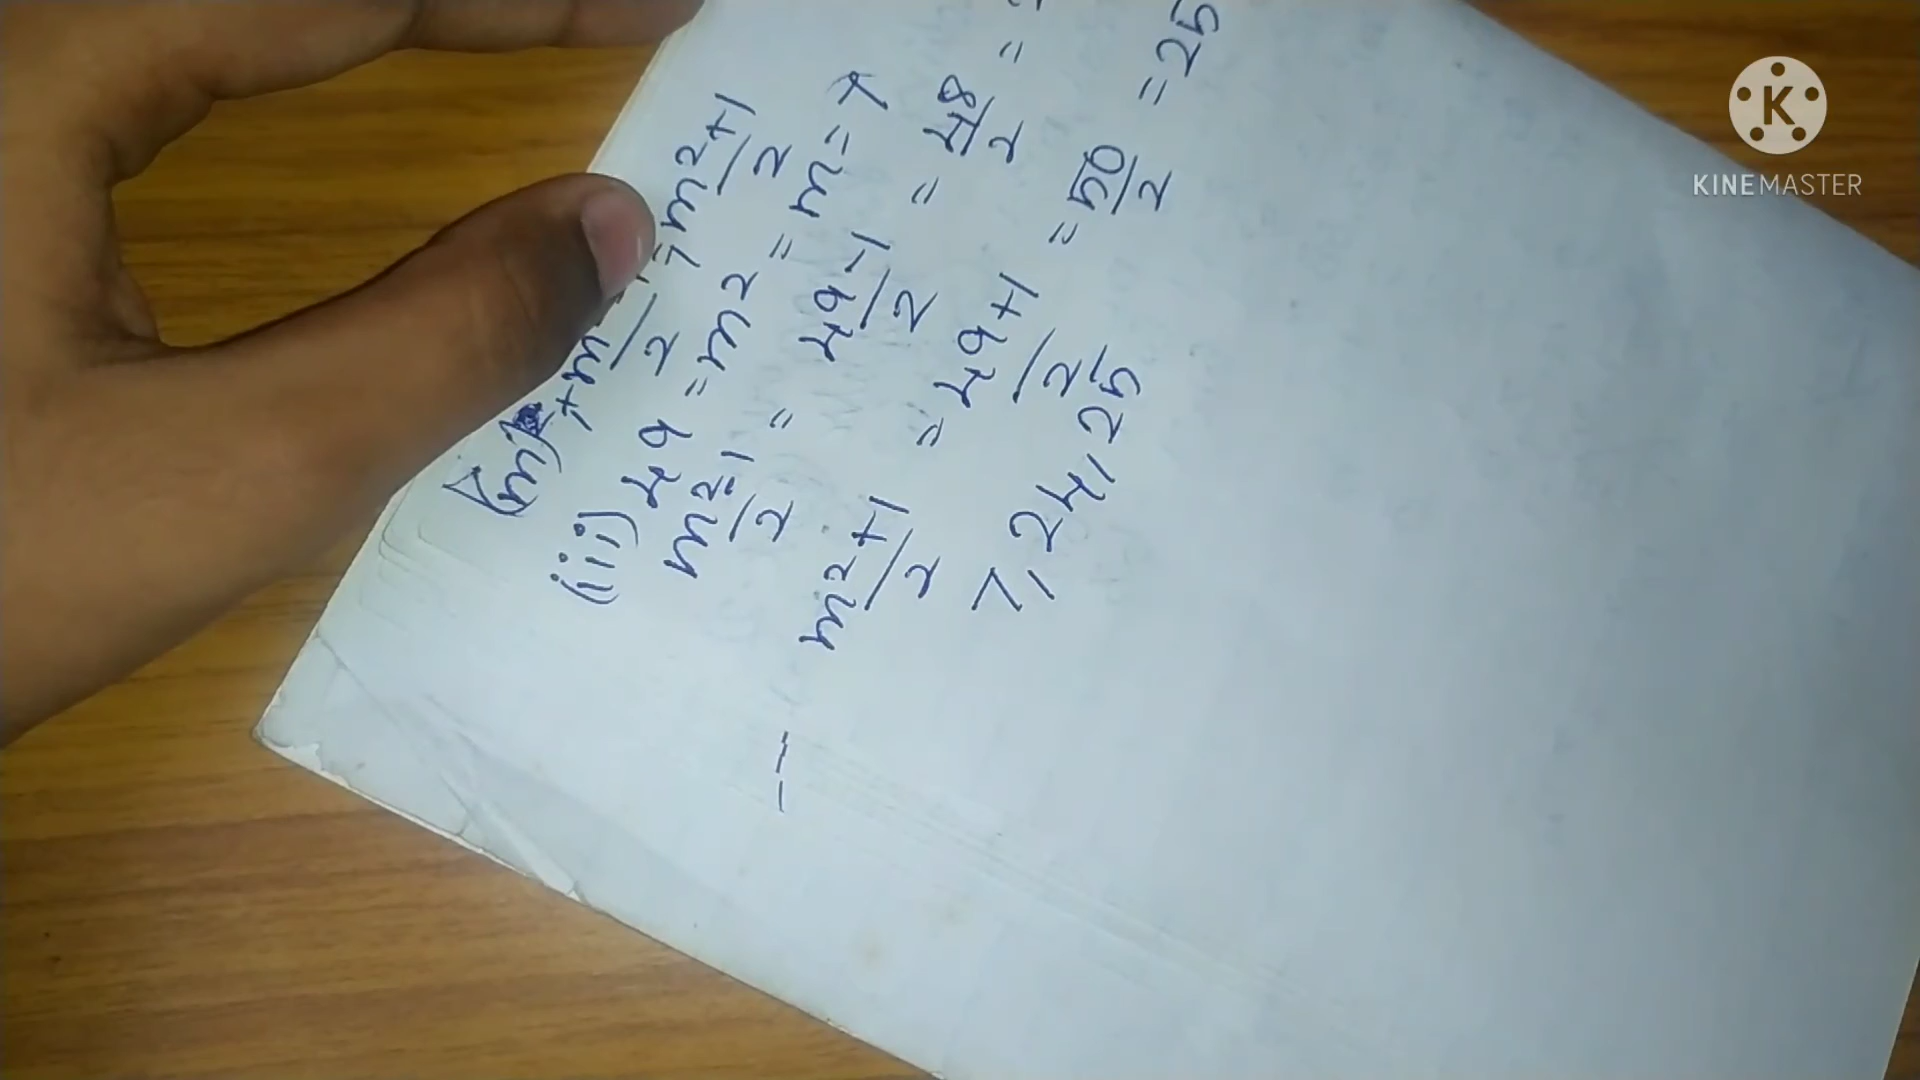 (m), m-1/2, m²+1/2
(iii) 49 = m² = m = 7
m²-1/2 = 49-1/2 = 48/2 =
m²+1/2 = 49+1/2 = 50/2 = 25
7, 24, 25
KINEMASTER